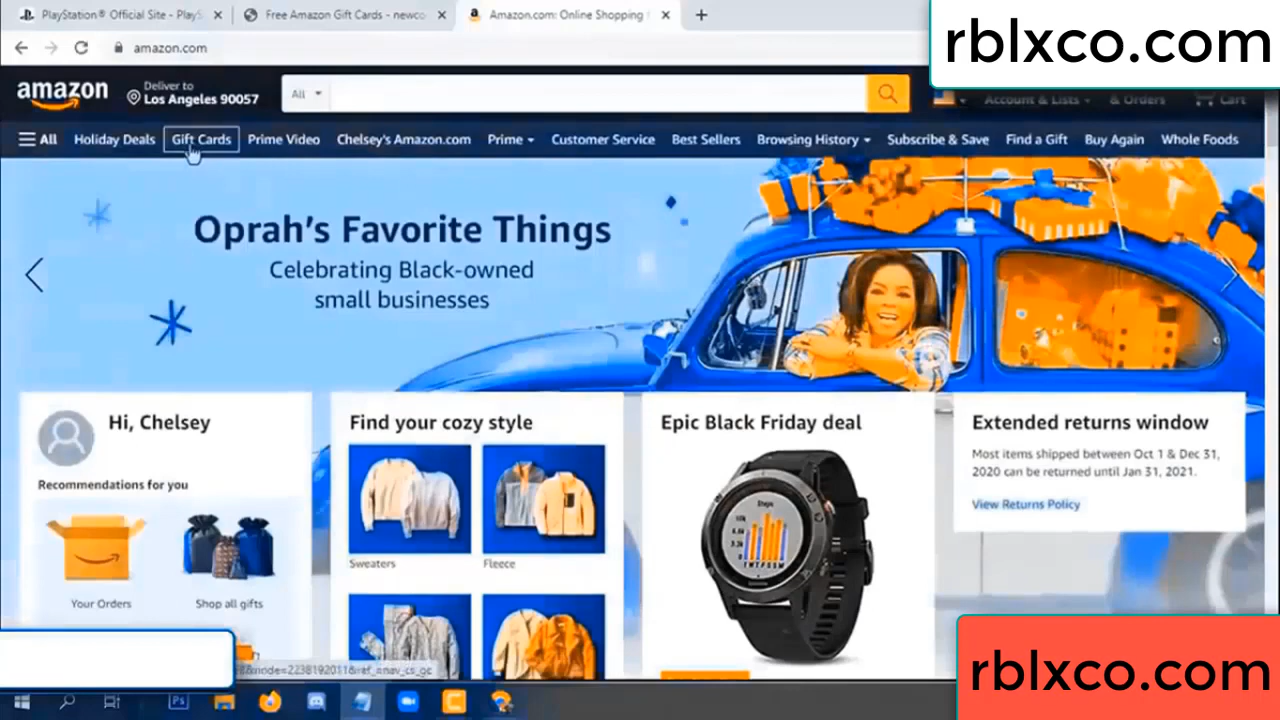 PlayStation® Official Site - PlayS
Free Amazon Gift Cards - newco
Amazon.com: Online Shopping
rblxco.com
amazon.com
amazon
Deliver to
Los Angeles 90057
All
Account & Lists
& Orders
Cart
All
Holiday Deals
Gift Cards
Prime Video
Chelsey's Amazon.com
Prime
Customer Service
Best Sellers
Browsing History
Subscribe & Save
Find a Gift
Buy Again
Whole Foods
Oprah's Favorite Things
Celebrating Black-owned
small businesses
Hi, Chelsey
Recommendations for you
Your Orders
Shop all gifts
Find your cozy style
Sweaters
Fleece
Epic Black Friday deal
Steps
Extended returns window
Most items shipped between Oct 1 & Dec 31,
2020 can be returned until Jan 31, 2021.
View Returns Policy
Ps
rblxco.com